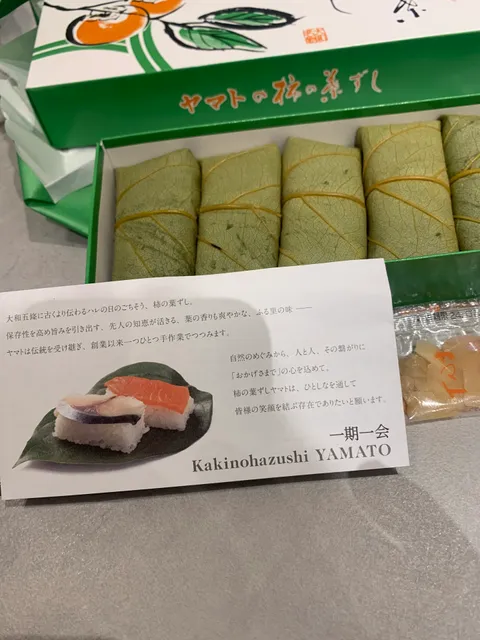 ヤマトの柿の葉ずし
大和五條に古くより伝わるハレの日のごちそう、柿の葉ずし。
保存性を高め旨みを引き出す、先人の知恵が活きる、葉の香りも爽やかな、ふる里の味 ──
ヤマトは伝統を受け継ぎ、創業以来一つひとつ手作業でつつみます。
自然のめぐみから、人と人、その繫がりに
「おかげさまで」の心を込めて。
柿の葉ずしヤマトは、ひとしなを通して
皆様の笑顔を結ぶ存在でありたいと願います。
一期一会
Kakinohazushi YAMATO